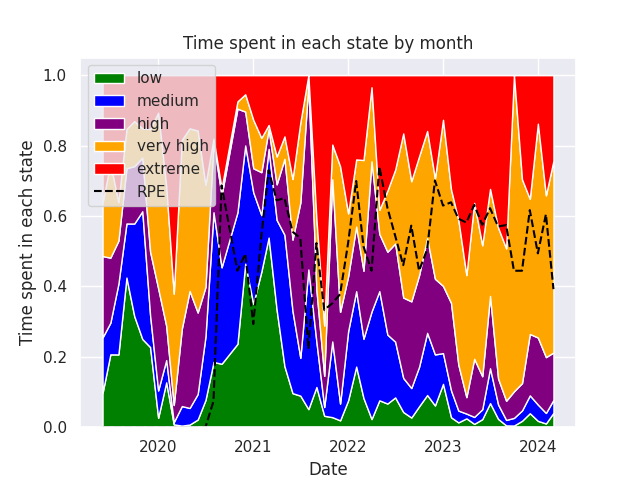 Time spent in each state by month
Time spent in each state
1.0
0.8
0.6
0.4
0.2
0.0
low
medium
high
very high
extreme
RPE
2020
2021
2022
2023
2024
Date